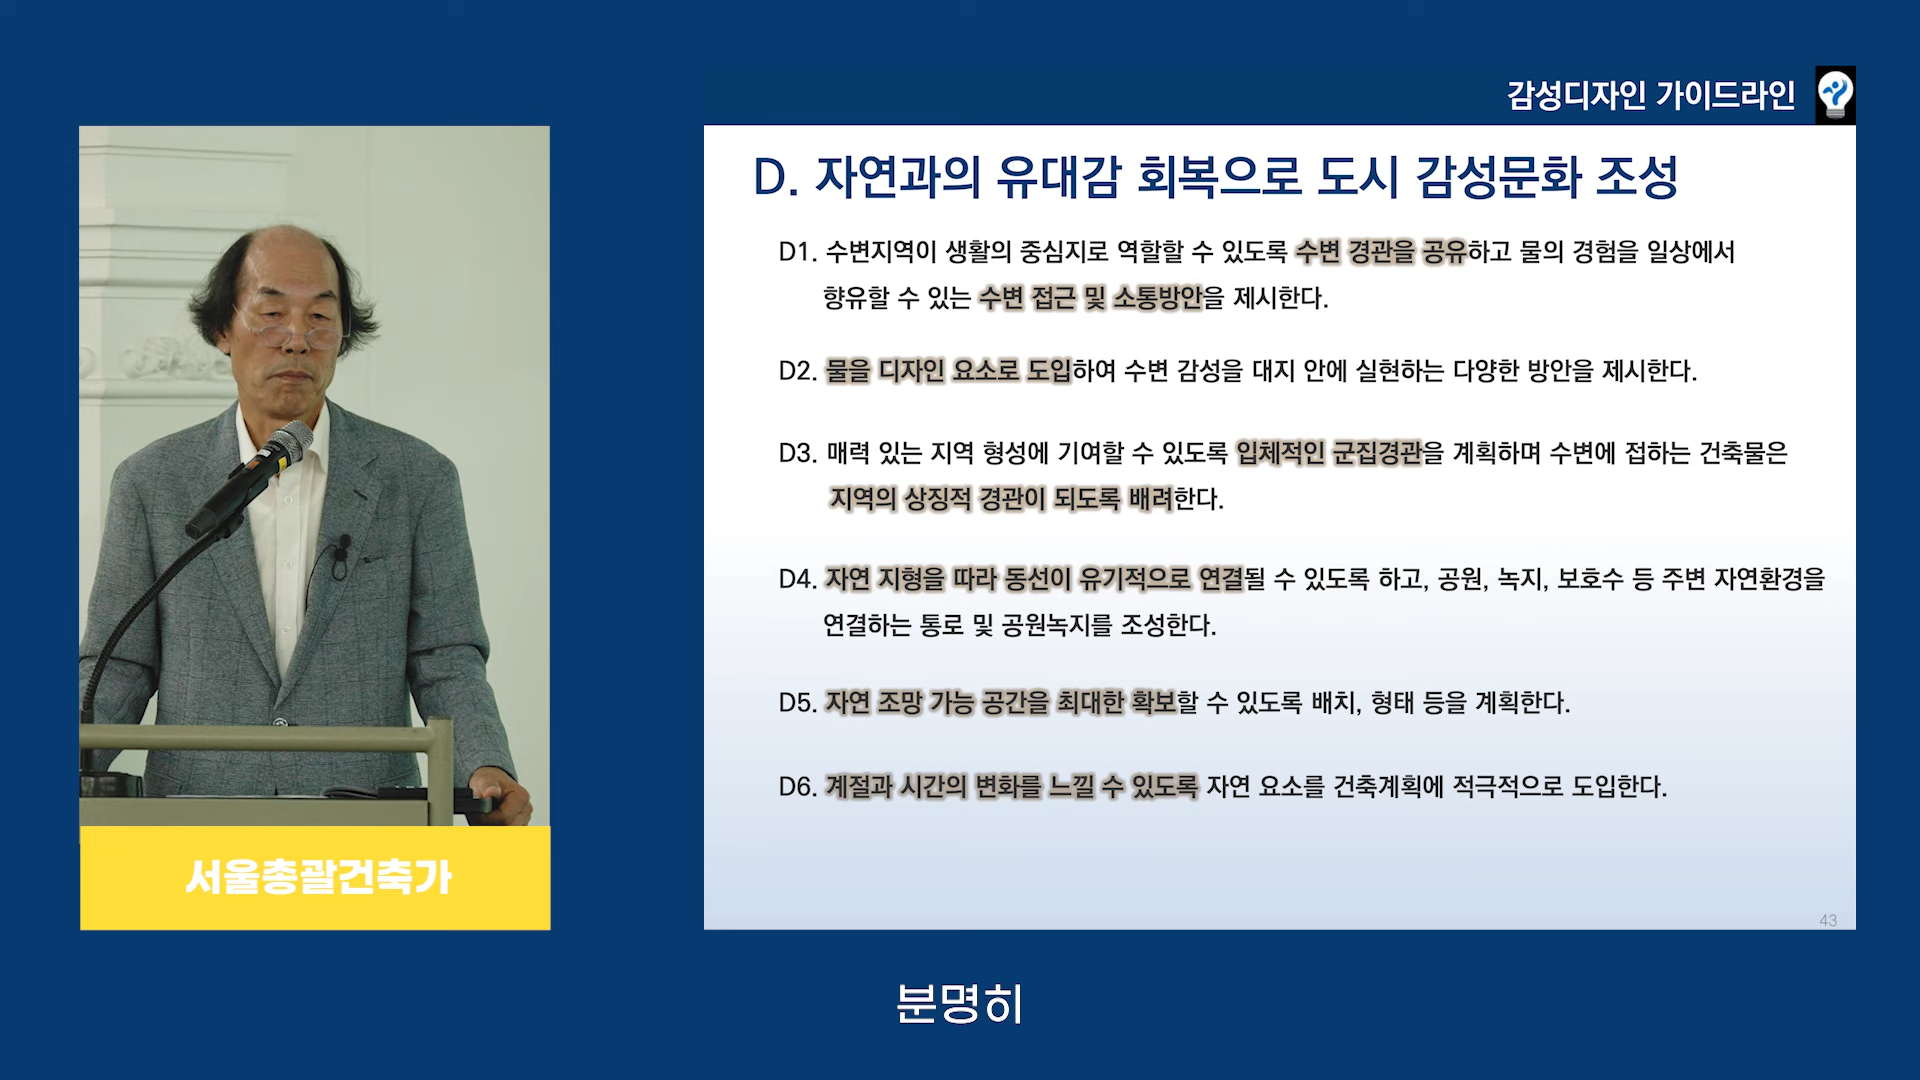 감성디자인 가이드라인
D. 자연과의 유대감 회복으로 도시 감성문화 조성
D1. 수변지역이 생활의 중심지로 역할할 수 있도록 수변 경관을 공유하고 물의 경험을 일상에서
향유할 수 있는 수변 접근 및 소통방안을 제시한다.
D2. 물을 디자인 요소로 도입하여 수변 감성을 대지 안에 실현하는 다양한 방안을 제시한다.
D3. 매력 있는 지역 형성에 기여할 수 있도록 입체적인 군집경관을 계획하며 수변에 접하는 건축물은
지역의 상징적 경관이 되도록 배려한다.
D4. 자연 지형을 따라 동선이 유기적으로 연결될 수 있도록 하고, 공원, 녹지, 보호수 등 주변 자연환경을
연결하는 통로 및 공원녹지를 조성한다.
D5. 자연 조망 가능 공간을 최대한 확보할 수 있도록 배치, 형태 등을 계획한다.
D6. 계절과 시간의 변화를 느낄 수 있도록 자연 요소를 건축계획에 적극적으로 도입한다.
43
서울총괄건축가
분명히